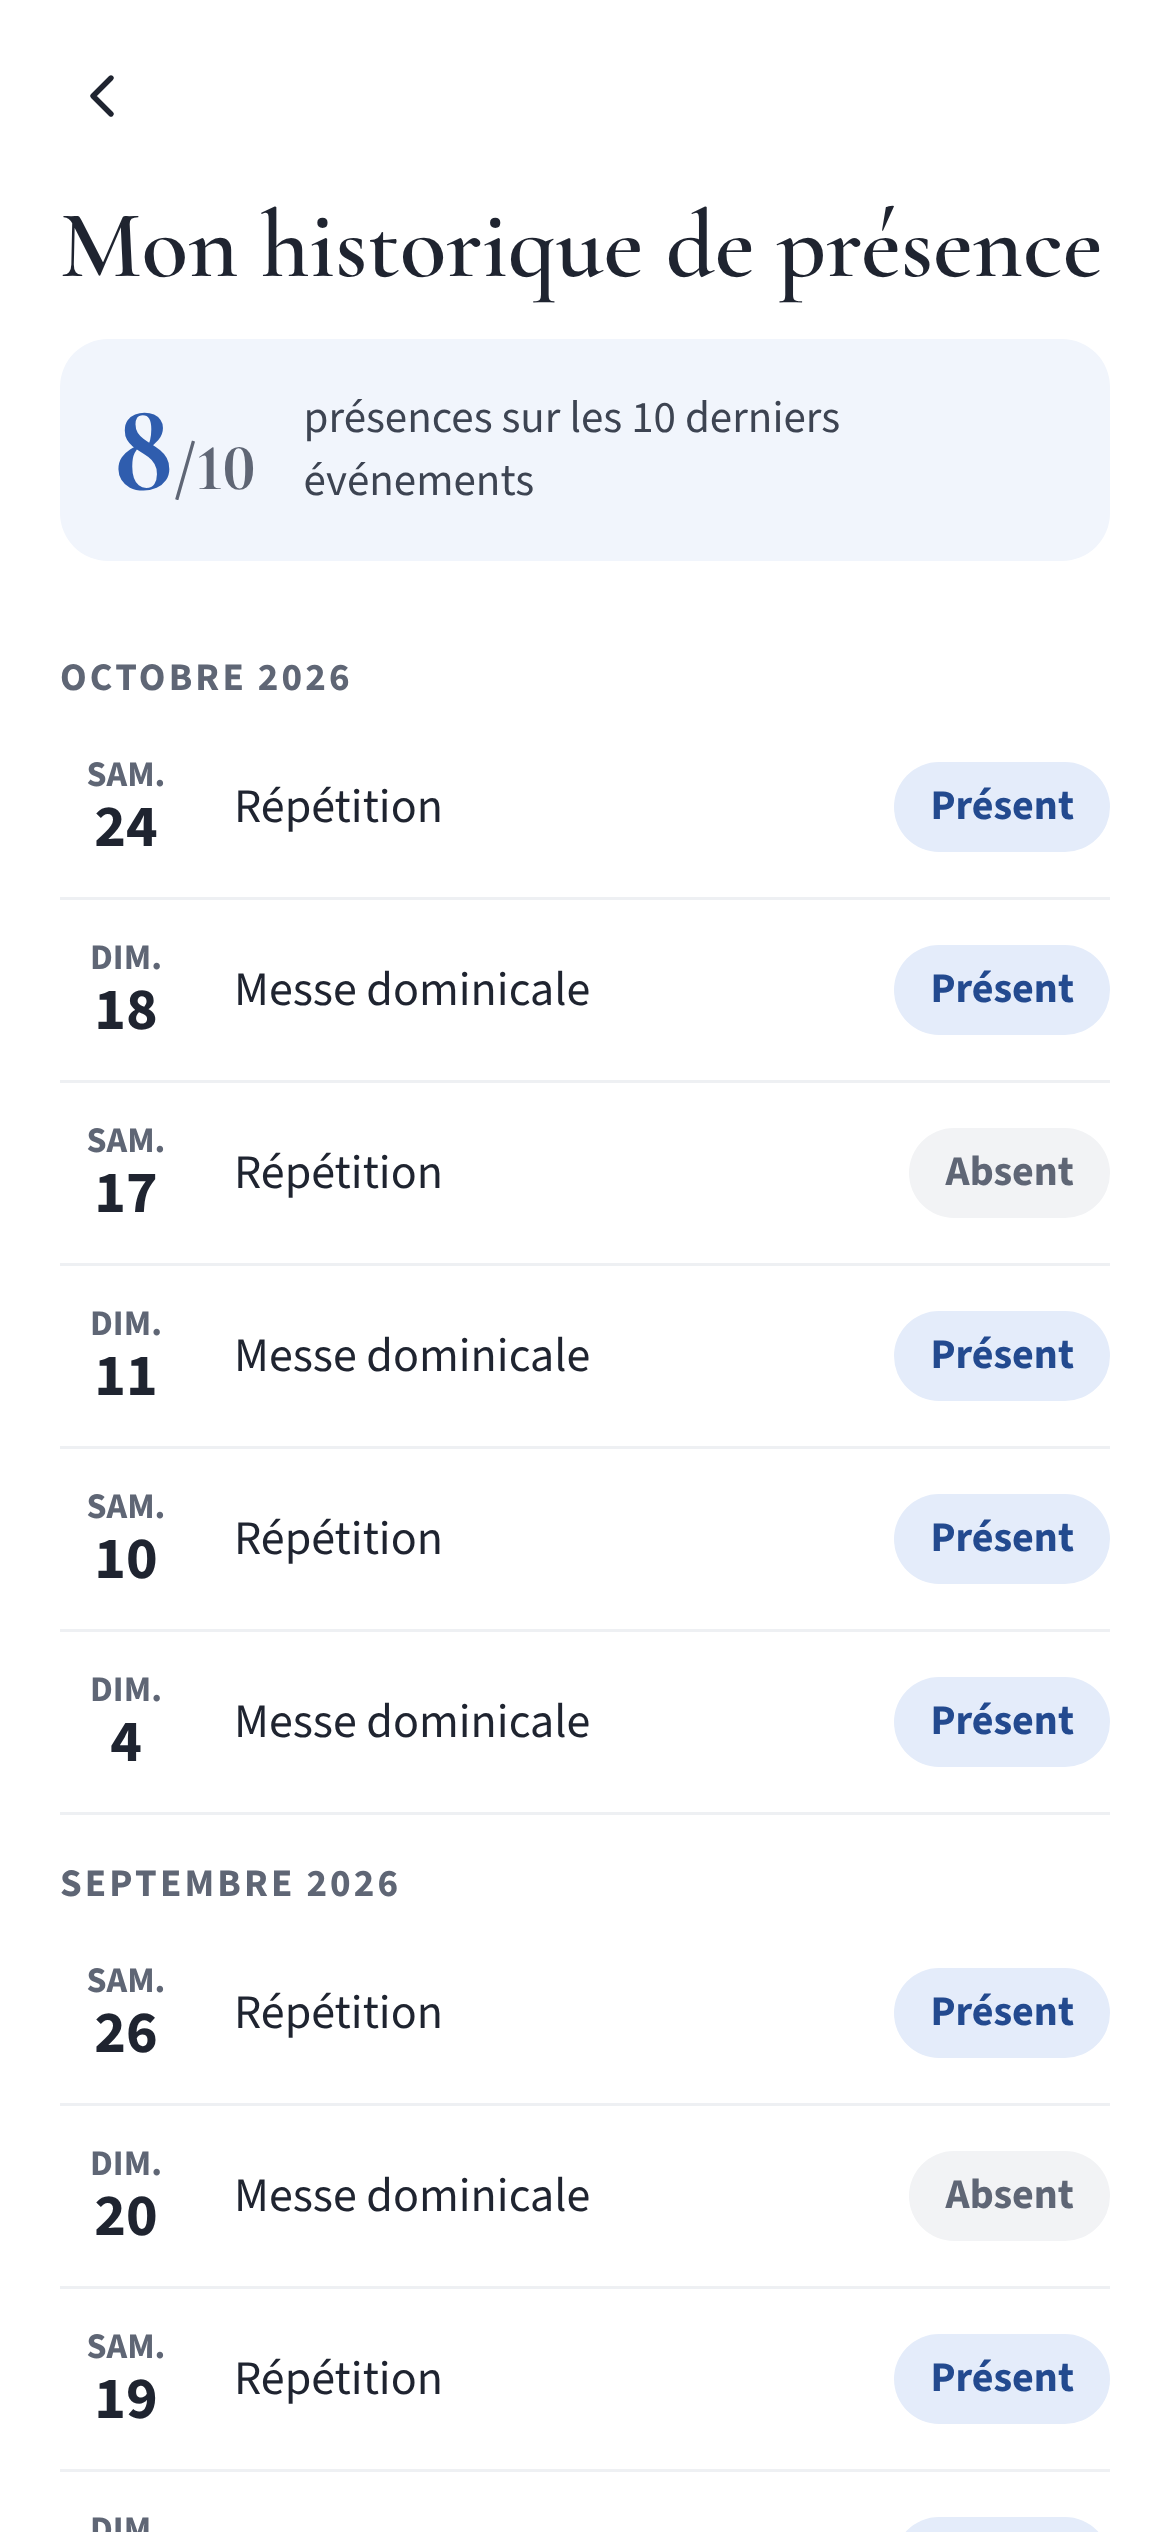 Mon historique de présence
8/10
présences sur les 10 derniers
événements
OCTOBRE 2026
SAM.
24
Répétition
Présent
DIM.
18
Messe dominicale
Présent
SAM.
17
Répétition
Absent
DIM.
11
Messe dominicale
Présent
SAM.
10
Répétition
Présent
DIM.
4
Messe dominicale
Présent
SEPTEMBRE 2026
SAM.
26
Répétition
Présent
DIM.
20
Messe dominicale
Absent
SAM.
19
Répétition
Présent
DIM.